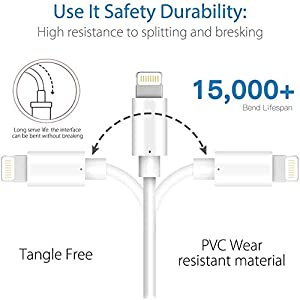 Use It Safety Durability:
High resistance to splitting and bresking
15,000+
Bend Lifespan
Long serve life the interface
can be bent without breaking
Tangle Free
PVC Wear
resistant material